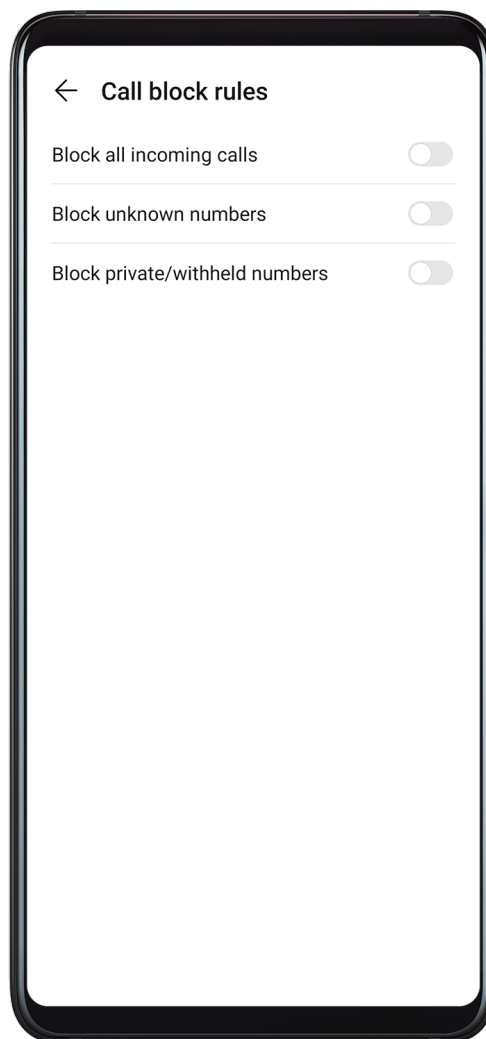 Call block rules
Block all incoming calls
Block unknown numbers
Block private/withheld numbers